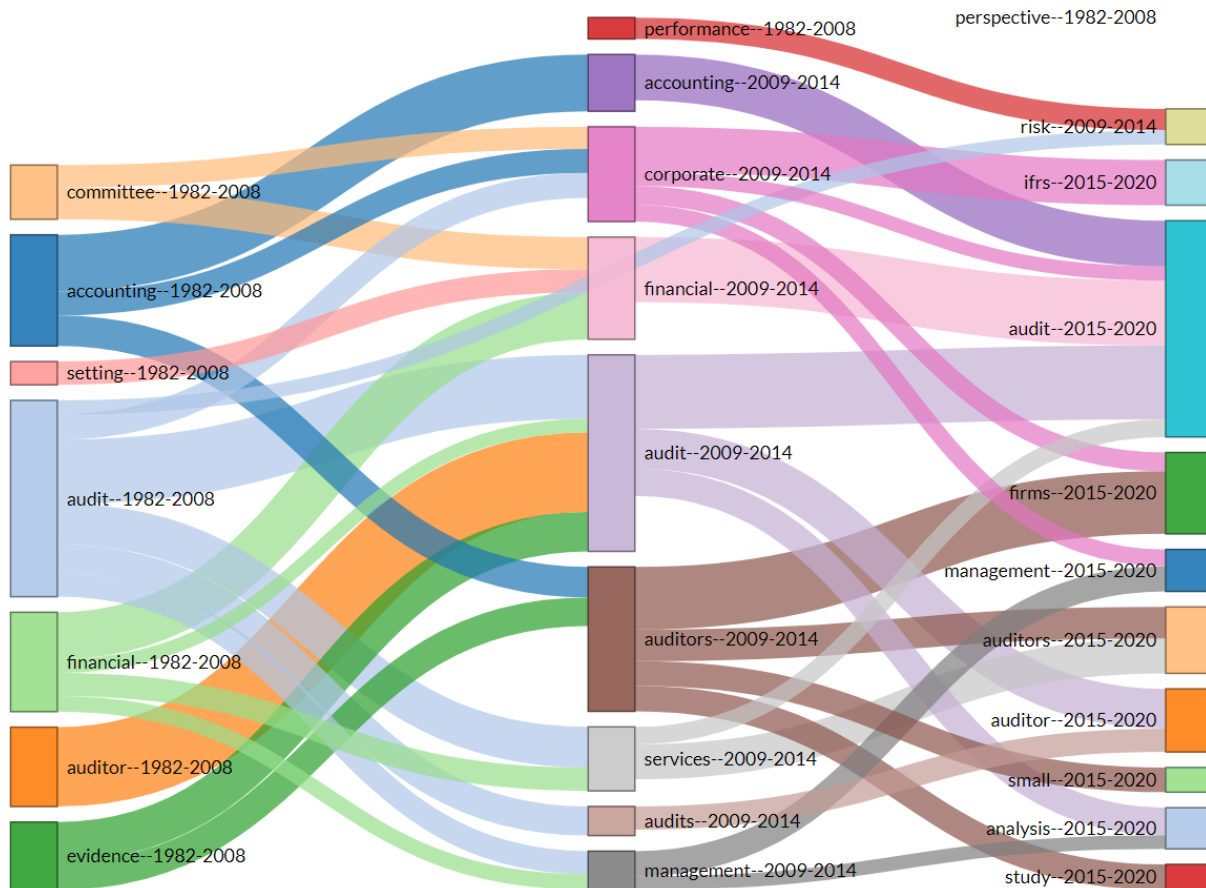 committee--1982-2008
accounting--1982-2008
setting--1982-2008
audit--1982-2008
financial--1982-2008
auditor--1982-2008
evidence--1982-2008
performance--1982-2008
accounting--2009-2014
corporate--2009-2014
financial--2009-2014
audit--2009-2014
auditors--2009-2014
services--2009-2014
audits--2009-2014
management--2009-2014
perspective--1982-2008
risk--2009-2014
ifrs--2015-2020
audit--2015-2020
firms--2015-2020
management--2015-2020
auditors--2015-2020
auditor--2015-2020
small--2015-2020
analysis--2015-2020
study--2015-2020